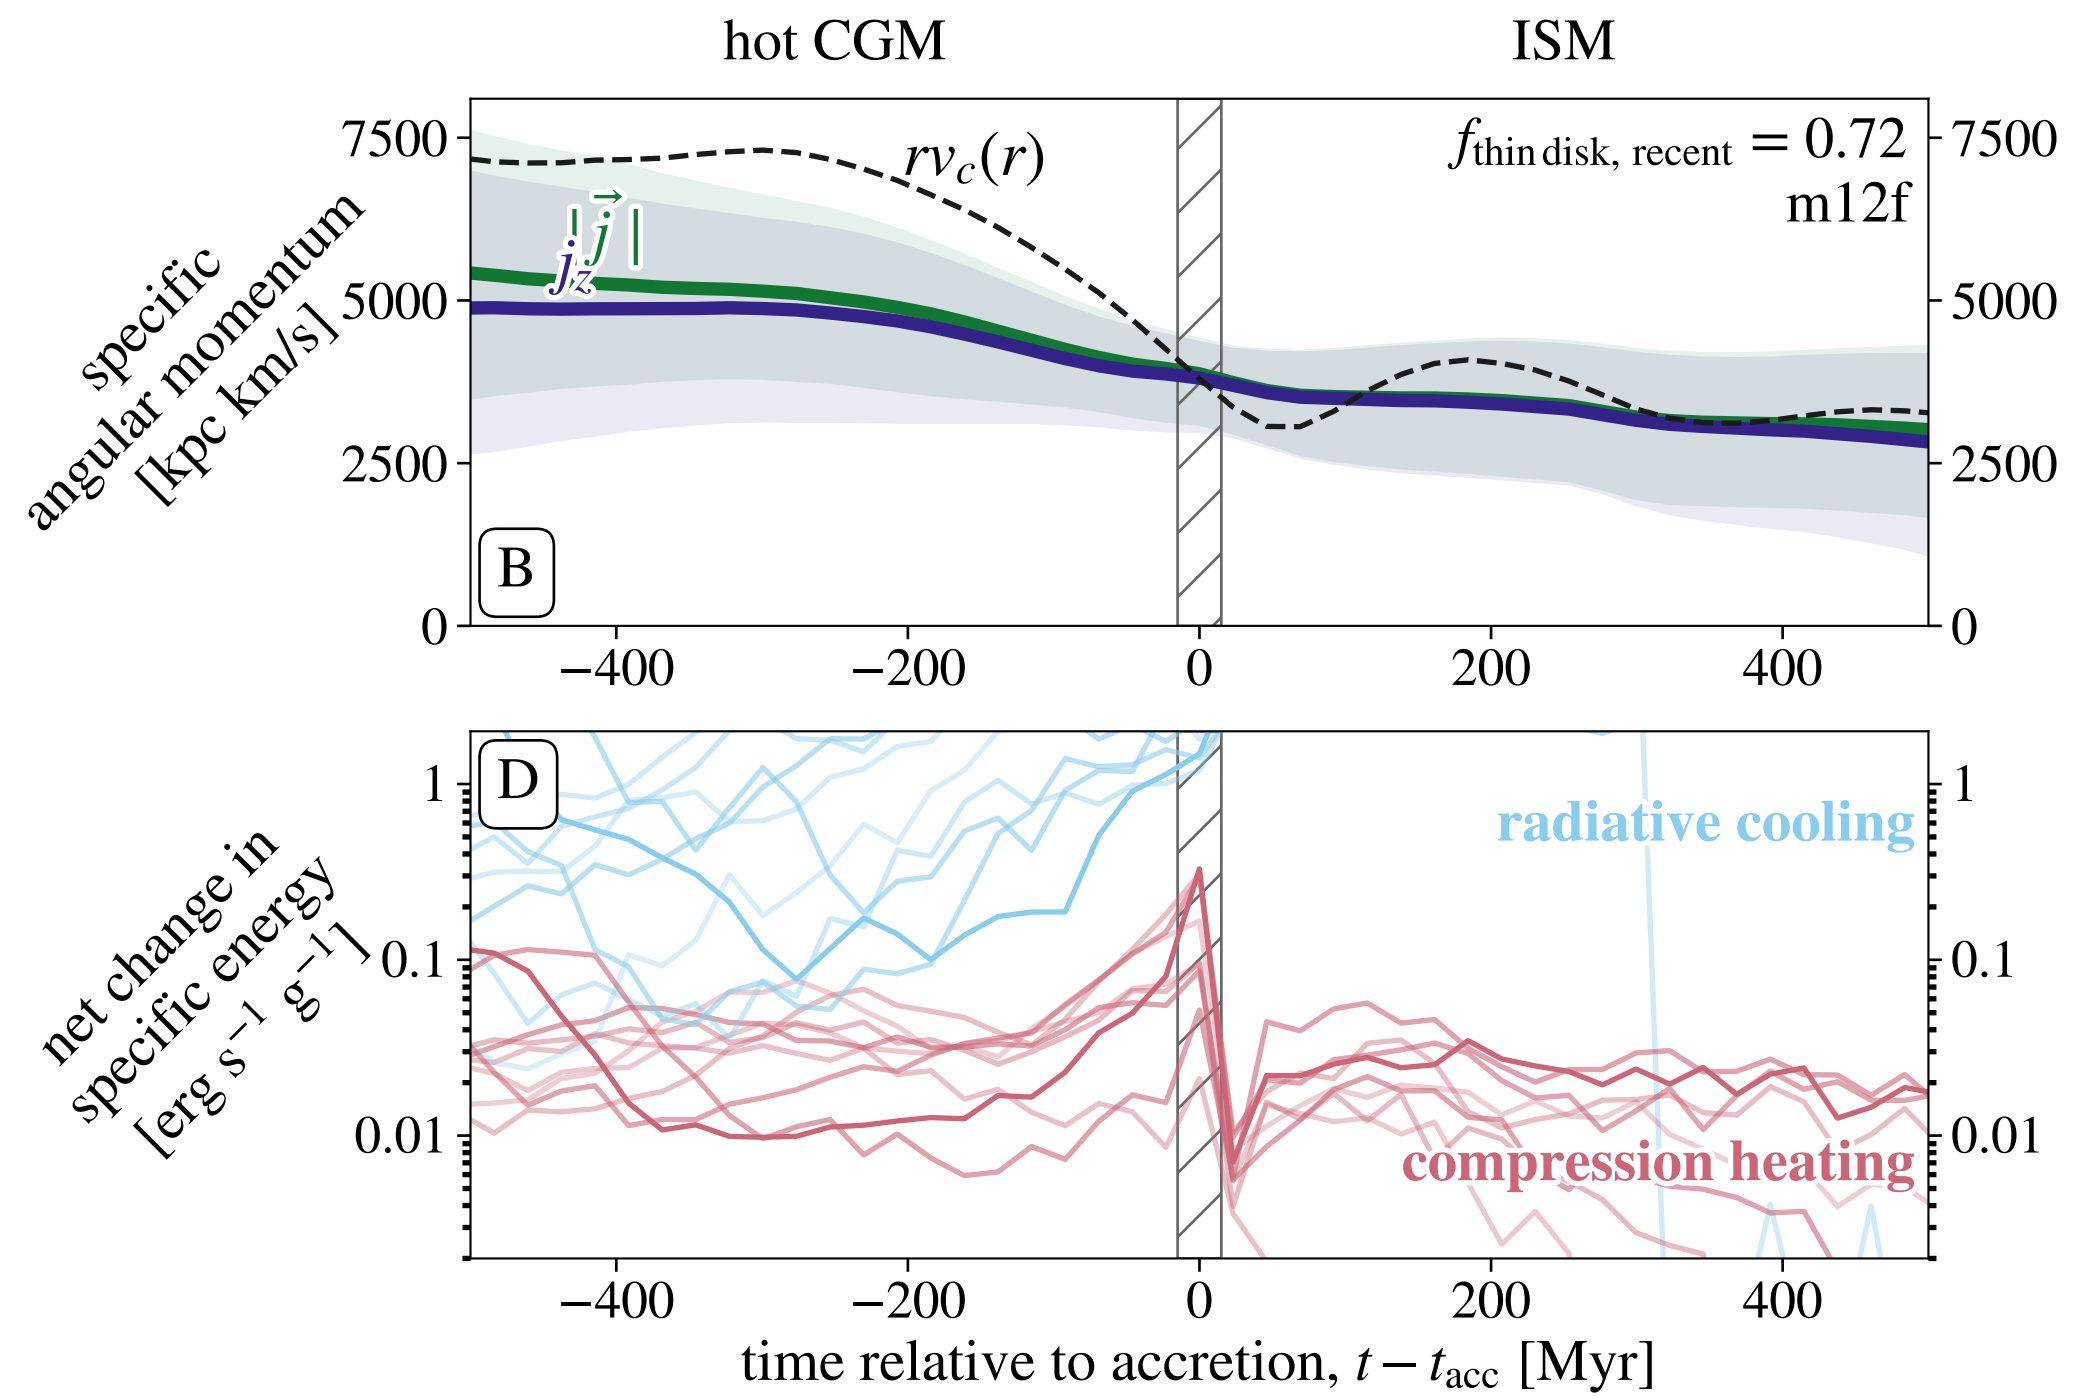 hot CGM
ISM
specific
angular momentum
[kpc km/s]
7500
5000
2500
0
rv_c(r)
|j⃗|
j_z
f_thin disk, recent = 0.72
m12f
B
7500
5000
2500
0
−400
−200
0
200
400
net change in
specific energy
[erg s⁻¹ g⁻¹]
1
0.1
0.01
D
radiative cooling
compression heating
1
0.1
0.01
−400
−200
0
200
400
time relative to accretion, t − t_acc [Myr]